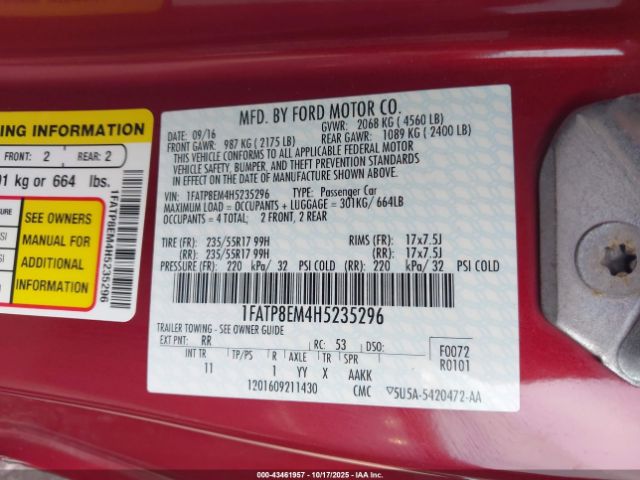 ING INFORMATION
FRONT: 2 REAR: 2
01 kg or 664 lbs.
SEE OWNERS
MANUAL FOR
ADDITIONAL
INFORMATION
1FATP8EM4H5235296
MFD. BY FORD MOTOR CO.
DATE: 09/16 GVWR: 2068 KG ( 4560 LB)
FRONT GAWR: 987 KG ( 2175 LB) REAR GAWR: 1089 KG ( 2400 LB)
THIS VEHICLE CONFORMS TO ALL APPLICABLE FEDERAL MOTOR
VEHICLE SAFETY, BUMPER, AND THEFT PREVENTION STANDARDS
IN EFFECT ON THE DATE OF MANUFACTURE SHOWN ABOVE.
VIN: 1FATP8EM4H5235296 TYPE: Passenger Car
MAXIMUM LOAD = OCCUPANTS + LUGGAGE = 301KG/ 664LB
OCCUPANTS = 4 TOTAL; 2 FRONT, 2 REAR
TIRE (FR): 235/55R17 99H RIMS (FR): 17x7.5J
(RR): 235/55R17 99H (RR): 17x7.5J
PRESSURE (FR): 220 kPa/ 32 PSI COLD (RR): 220 kPa/ 32 PSI COLD
1FATP8EM4H5235296
TRAILER TOWING - SEE OWNER GUIDE
EXT PNT: RR RC: 53 DSO: F0072
R0101
INT TR TP/PS R AXLE TR SPR
11 1 YY X AAKK
1201609211430 CMC ▽5U5A-5420472-AA
000-43461957 | 10/17/2025 | IAAI.COM